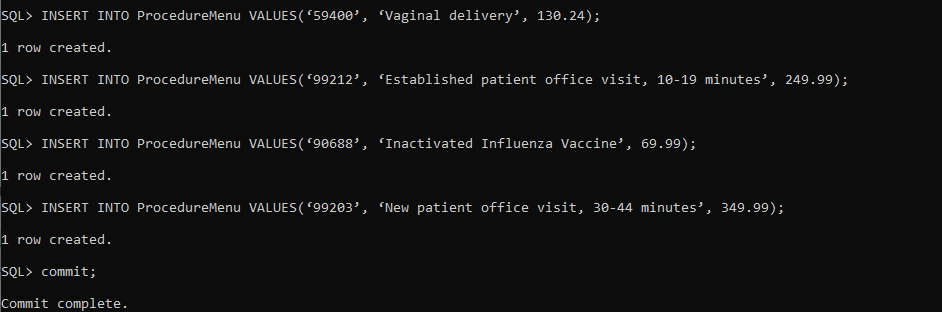 SQL> INSERT INTO ProcedureMenu VALUES(‘59400’, ‘Vaginal delivery’, 130.24);
1 row created.
SQL> INSERT INTO ProcedureMenu VALUES(‘99212’, ‘Established patient office visit, 10-19 minutes’, 249.99);
1 row created.
SQL> INSERT INTO ProcedureMenu VALUES(‘90688’, ‘Inactivated Influenza Vaccine’, 69.99);
1 row created.
SQL> INSERT INTO ProcedureMenu VALUES(‘99203’, ‘New patient office visit, 30-44 minutes’, 349.99);
1 row created.
SQL> commit;
Commit complete.